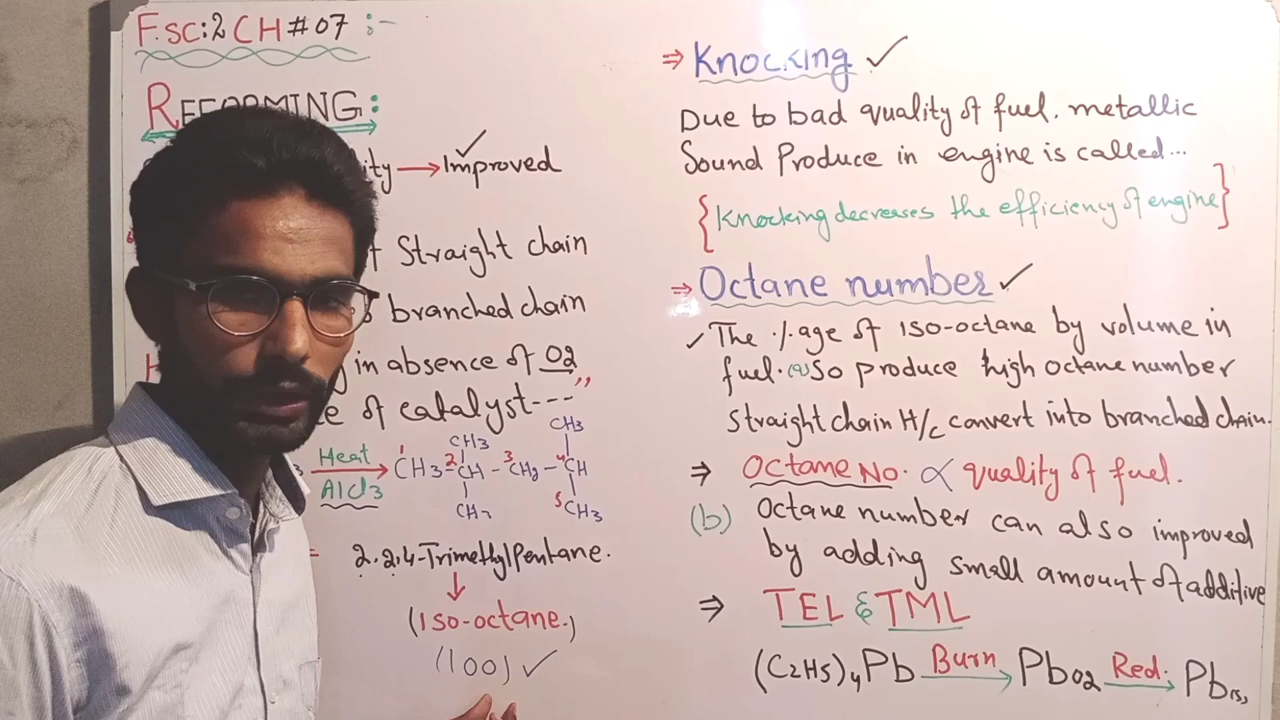 F.Sc:2 CH#07 :-
REFORMING:
ity → Improved
Straight chain
branched chain
in absence of O2
of catalyst---"
CH3
CH3
Heat
AlCl3
1 CH3 2 CH - 3 CH2 - 4 CH
5 CH3
2.2.4-Trimethylpentane.
(Iso-octane.)
(100) ✓
⇒ Knocking ✓
Due to bad quality of fuel. metallic
Sound Produce in engine is called...
{Knocking decreases the efficiency of engine}
⇒ Octane number ✓
✓ The %age of iso-octane by volume in
fuel. (a) So produce high octane number
straight chain H/c convert into branched chain.
⇒ Octane No. ∝ quality of fuel.
(b) Octane number can also improved
by adding small amount of additive
⇒ TEL & TML
(C2H5)4Pb Burn → PbO2 Red. → Pb(s)